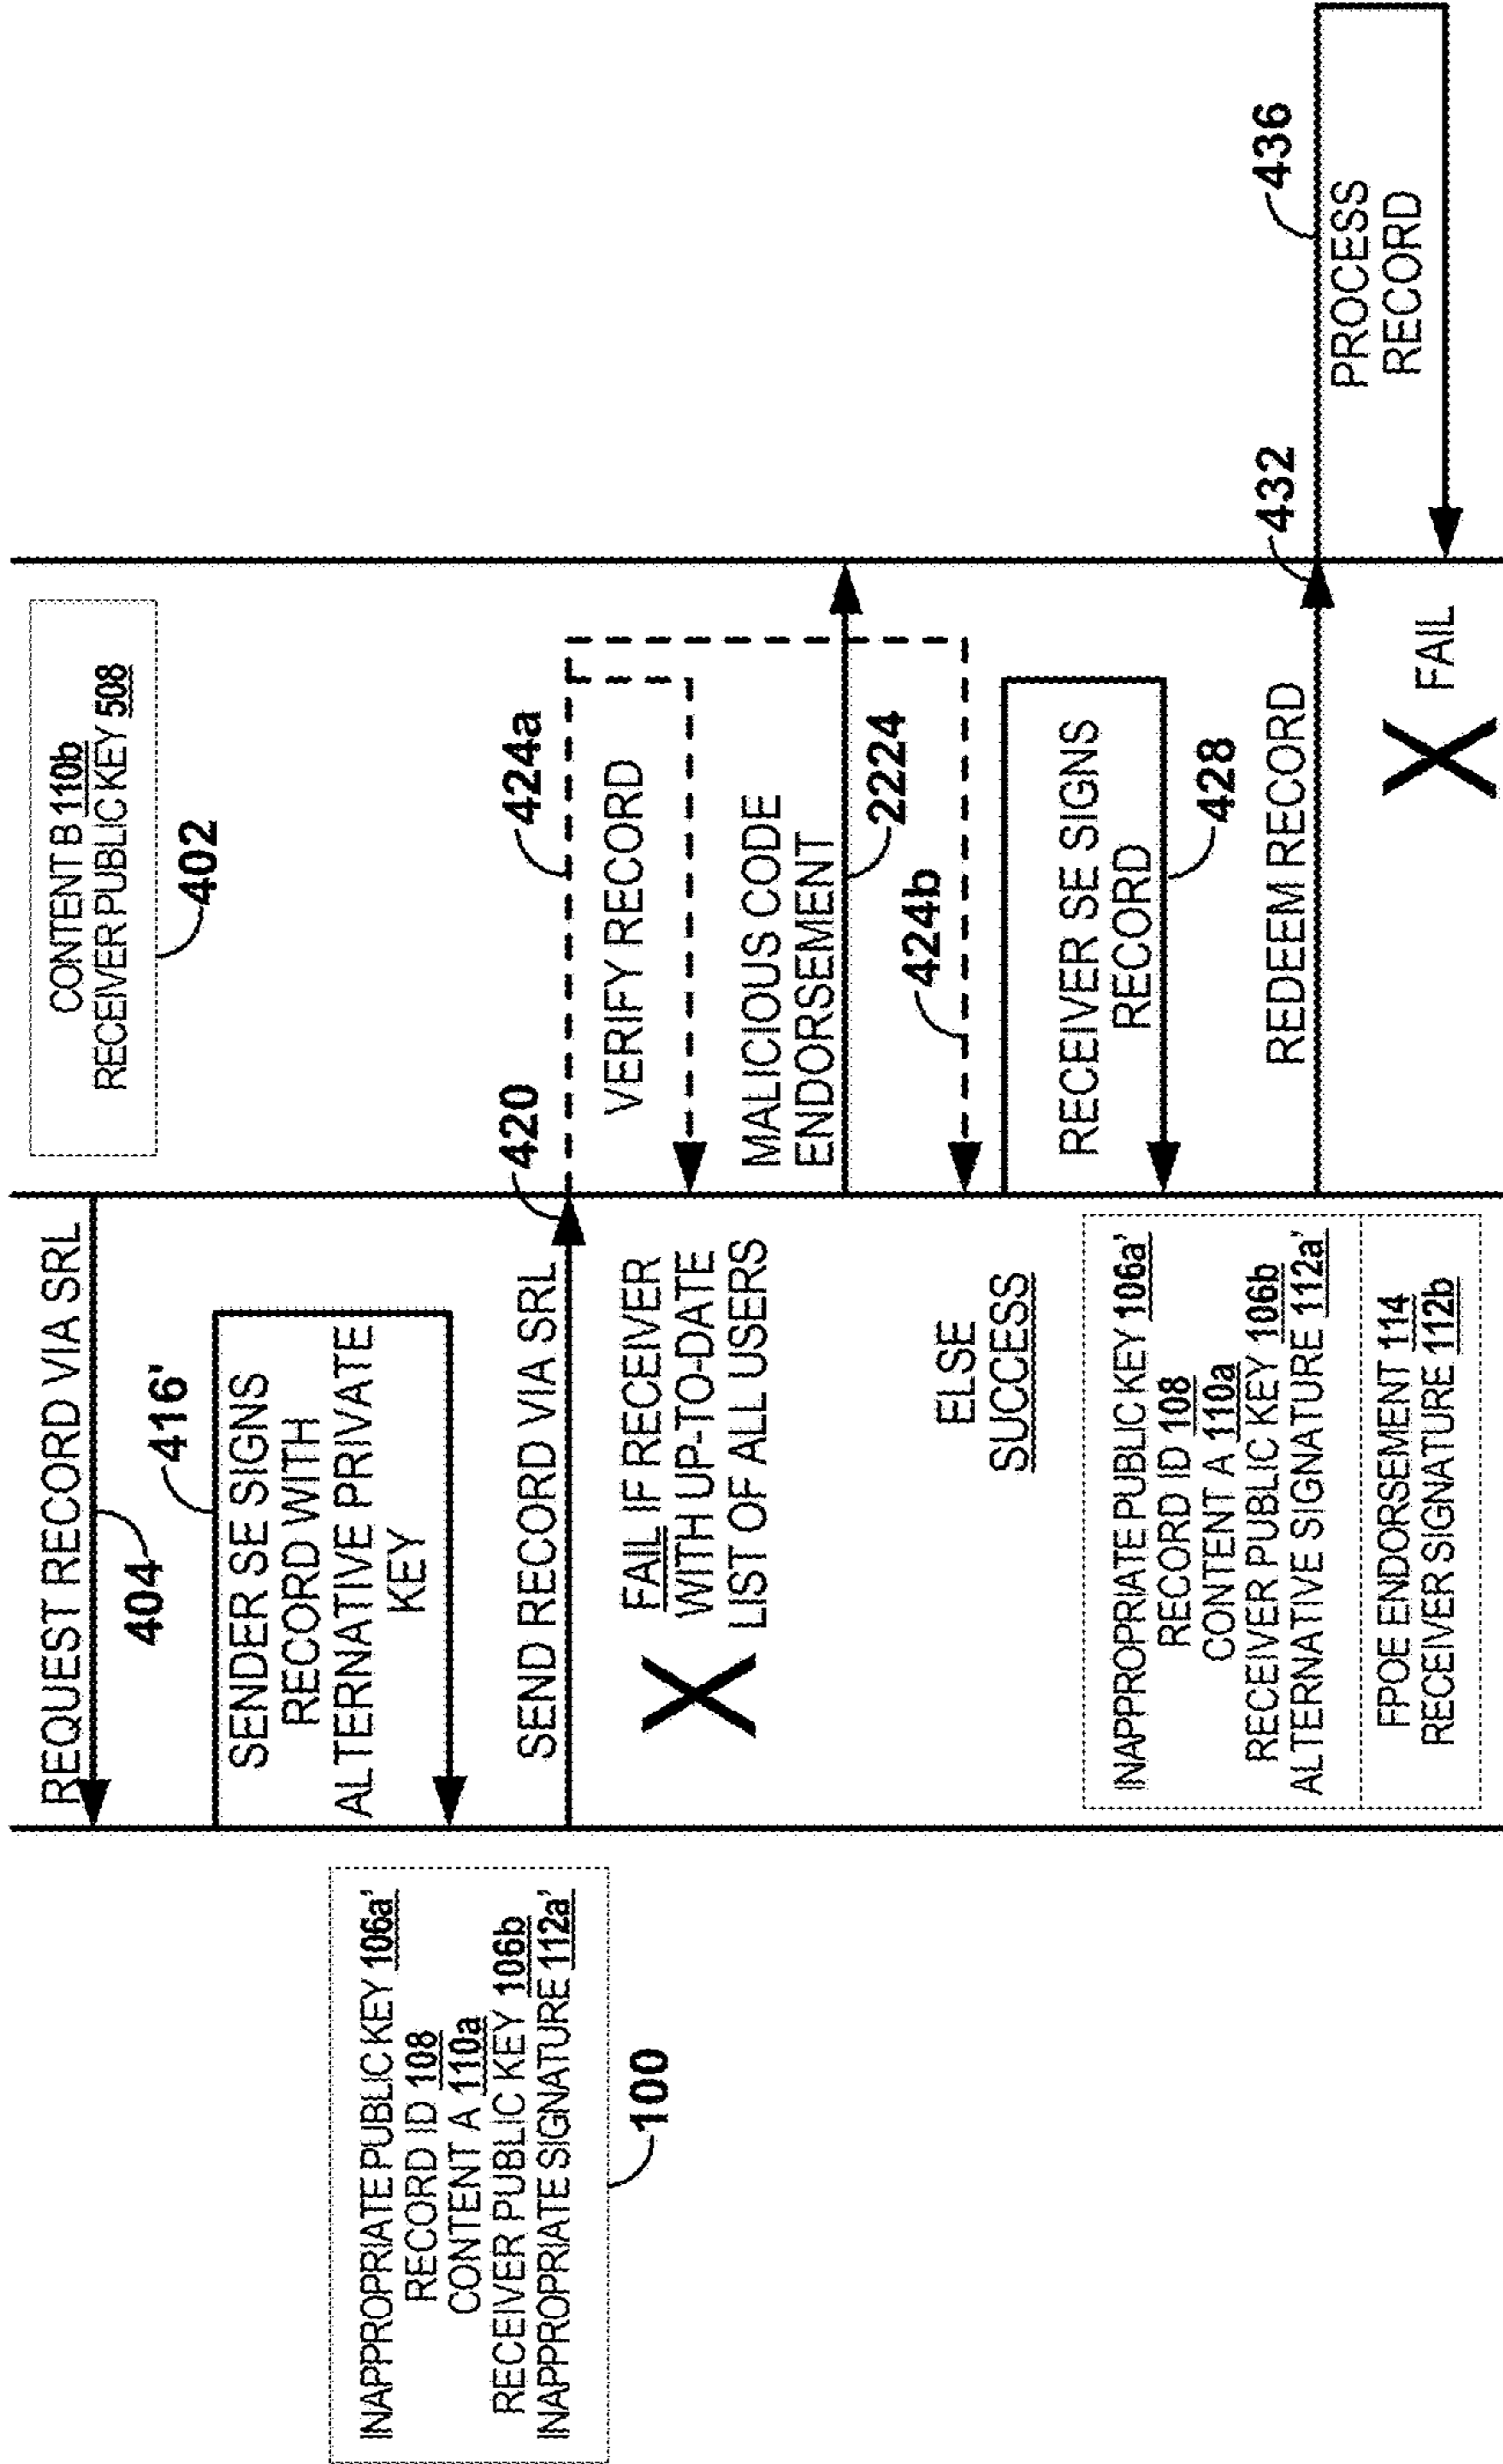 REQUEST RECORD VIA SRL
404
CONTENT B 110b
RECEIVER PUBLIC KEY 508
402
416'
SENDER SE SIGNS
RECORD WITH
ALTERNATIVE PRIVATE
KEY
INAPPROPRIATE PUBLIC KEY 106a'
RECORD ID 108
CONTENT A 110a
RECEIVER PUBLIC KEY 106b
INAPPROPRIATE SIGNATURE 112a'
100
SEND RECORD VIA SRL
420
424a
VERIFY RECORD
FAIL IF RECEIVER
WITH UP-TO-DATE
LIST OF ALL USERS
MALICIOUS CODE
ENDORSEMENT
2224
424b
ELSE
SUCCESS
RECEIVER SE SIGNS
RECORD
428
INAPPROPRIATE PUBLIC KEY 106a'
RECORD ID 108
CONTENT A 110a
RECEIVER PUBLIC KEY 106b
ALTERNATIVE SIGNATURE 112a'
FPOE ENDORSEMENT 114
RECEIVER SIGNATURE 112b
REDEEM RECORD
432
436
PROCESS
RECORD
FAIL